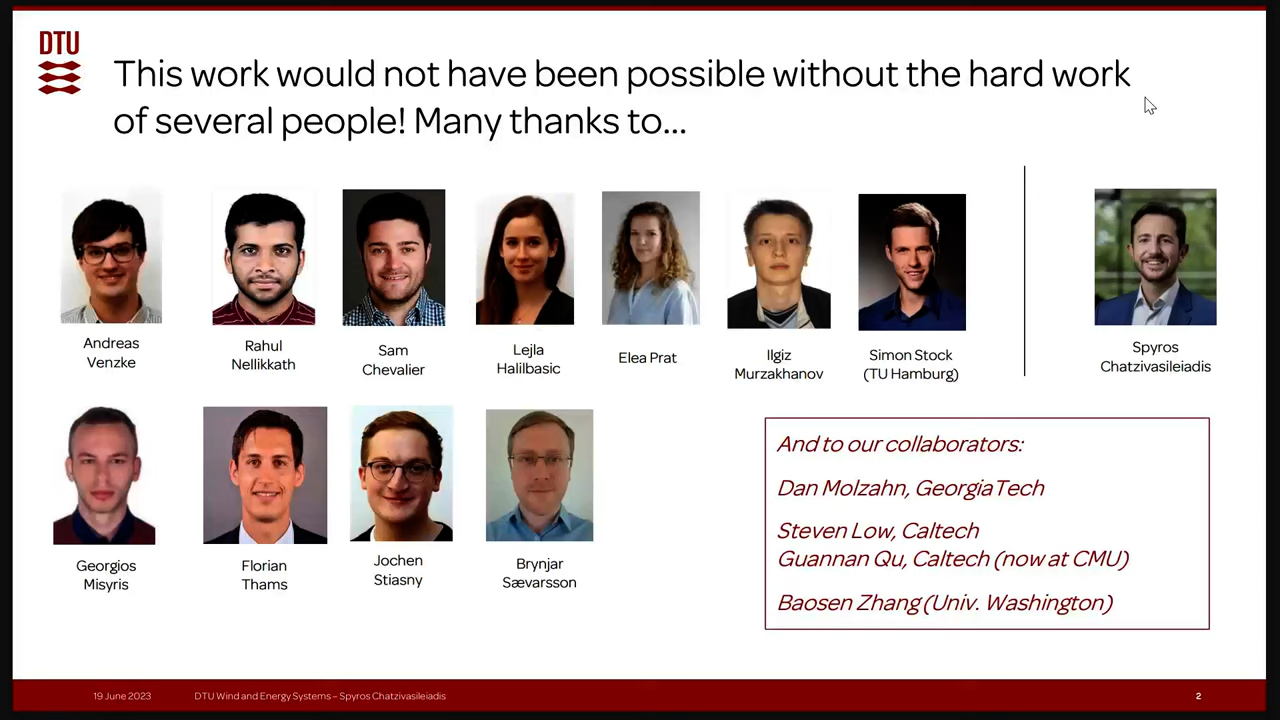 DTU
This work would not have been possible without the hard work
of several people! Many thanks to...
Andreas
Venzke
Rahul
Nellikkath
Sam
Chevalier
Lejla
Halilbasic
Elea Prat
Ilgiz
Murzakhanov
Simon Stock
(TU Hamburg)
Spyros
Chatzivasileiadis
Georgios
Misyris
Florian
Thams
Jochen
Stiasny
Brynjar
Sævarsson
And to our collaborators:
Dan Molzahn, GeorgiaTech
Steven Low, Caltech
Guannan Qu, Caltech (now at CMU)
Baosen Zhang (Univ. Washington)
19 June 2023
DTU Wind and Energy Systems – Spyros Chatzivasileiadis
2